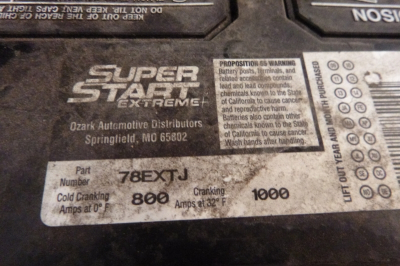 OUT OF THE REACH OF CHILDREN
DO NOT TIP. KEEP VENT CAPS TIGHT
POISON
SUPER
START
EXTREME
Ozark Automotive Distributors
Springfield, MO 65802
PROPOSITION 65 WARNING
Battery posts, terminals, and
related accessories contain
lead and lead compounds,
chemicals known to the State
of California to cause cancer
and reproductive harm.
Batteries also contain other
chemicals known to the State
of California to cause cancer.
Wash hands after handling.
LIFT OUT YEAR AND MONTH PURCHASED
Part
Number 78EXTJ
Cold Cranking
Amps at 0° F 800
Cranking
Amps at 32° F 1000